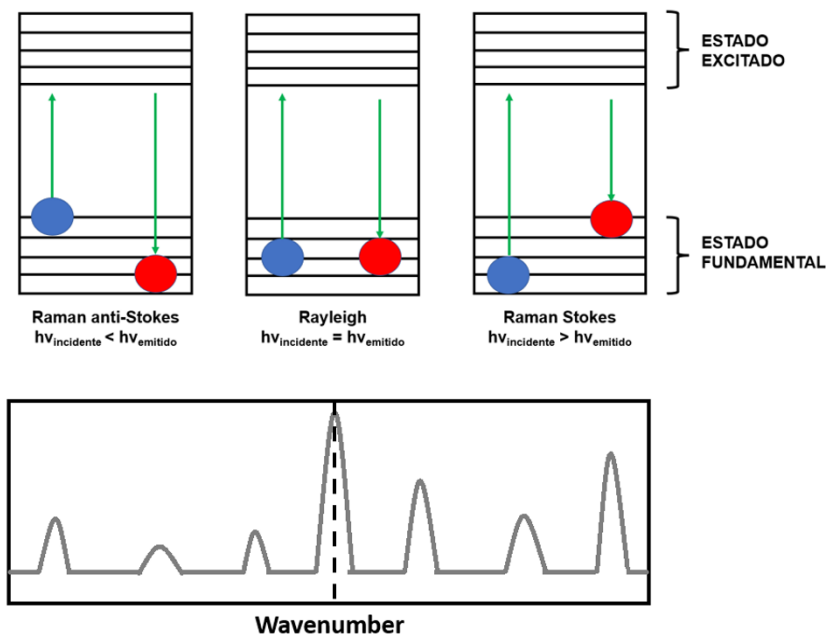 ESTADO
EXCITADO
ESTADO
FUNDAMENTAL
Raman anti-Stokes
hvincidente < hvemitido
Rayleigh
hvincidente = hvemitido
Raman Stokes
hvincidente > hvemitido
Wavenumber